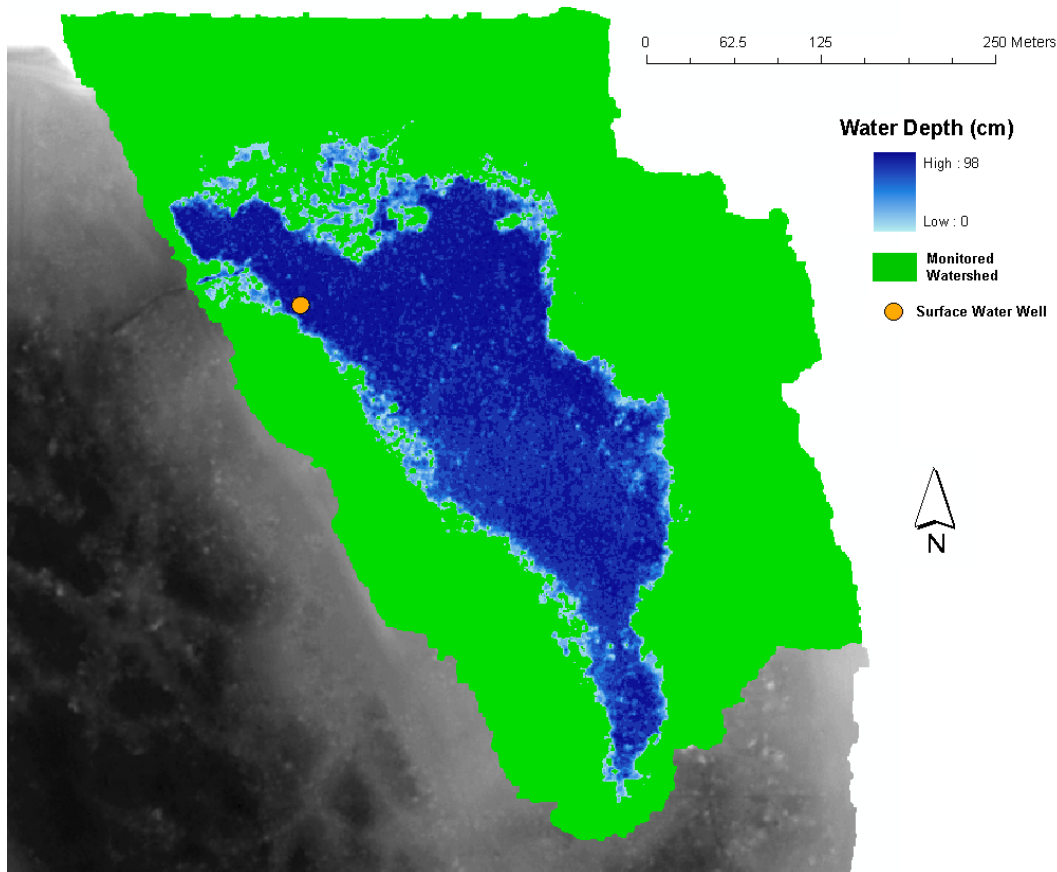 0 62.5 125 250 Meters
Water Depth (cm)
High : 98
Low : 0
Monitored
Watershed
Surface Water Well
N